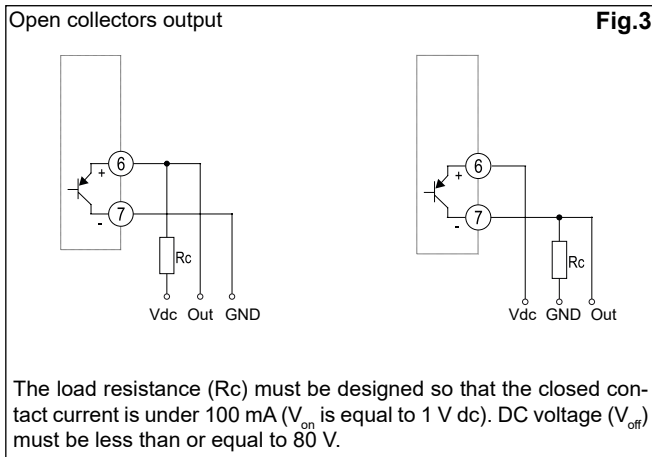 Open collectors output
Fig.3
6
+
7
-
Rc
Vdc Out GND
6
+
7
-
Rc
Vdc GND Out
The load resistance (Rc) must be designed so that the closed con-
tact current is under 100 mA (Von is equal to 1 V dc). DC voltage (Voff)
must be less than or equal to 80 V.